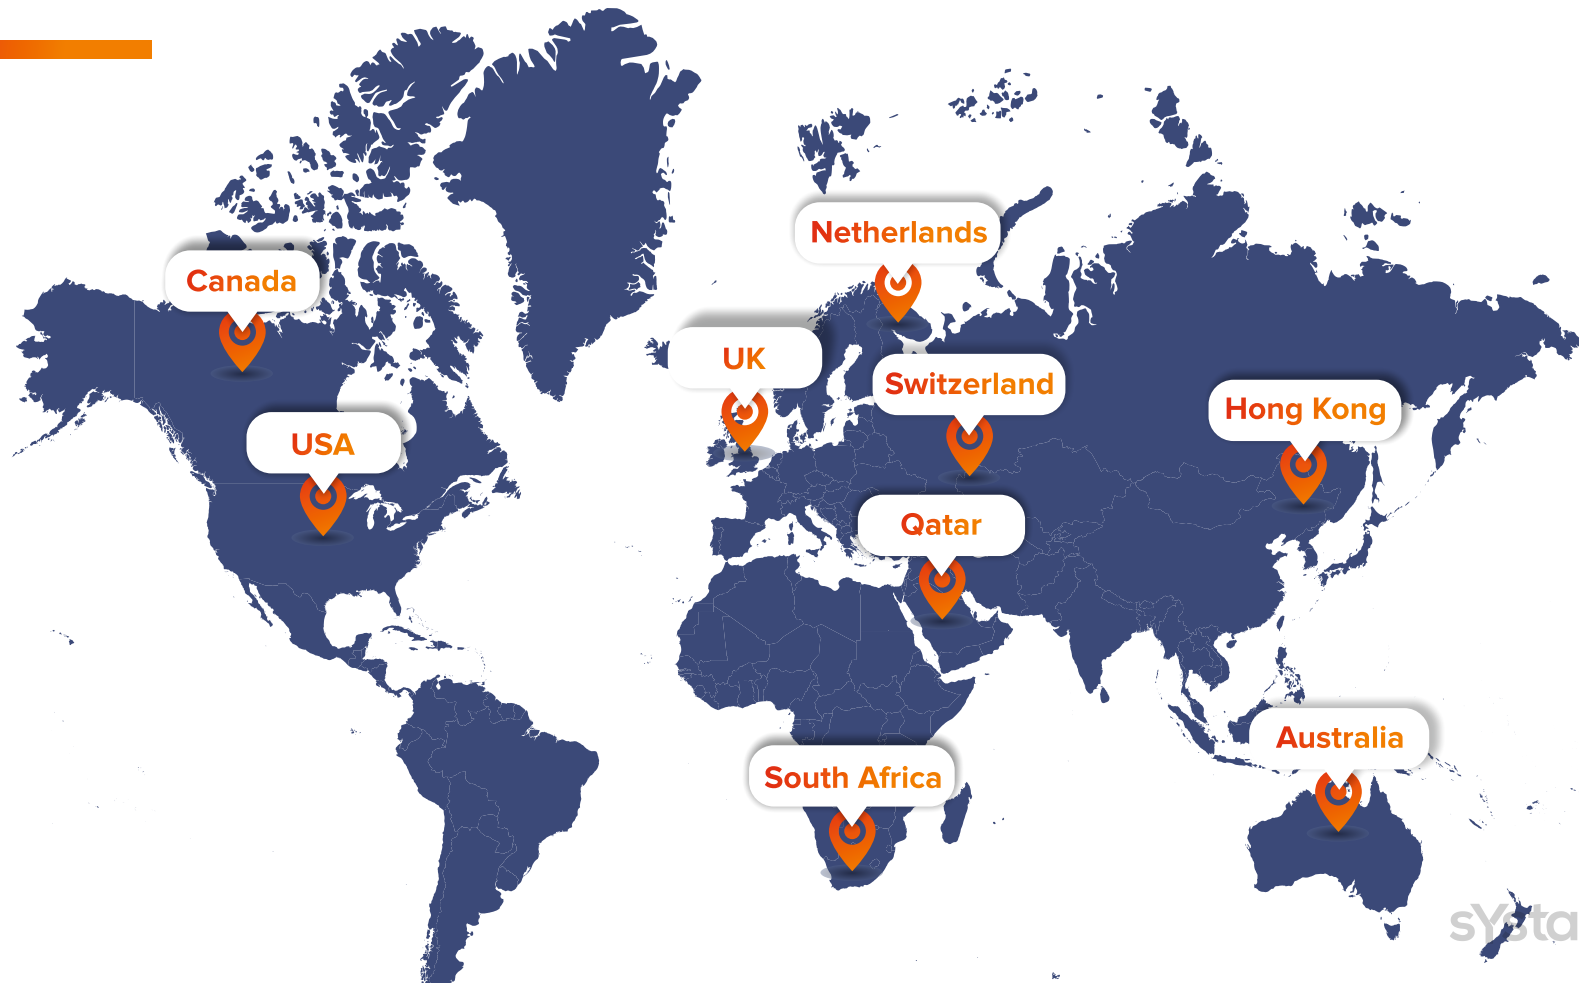 Netherlands
Canada
UK
Switzerland
Hong Kong
USA
Qatar
Australia
South Africa
sYsta